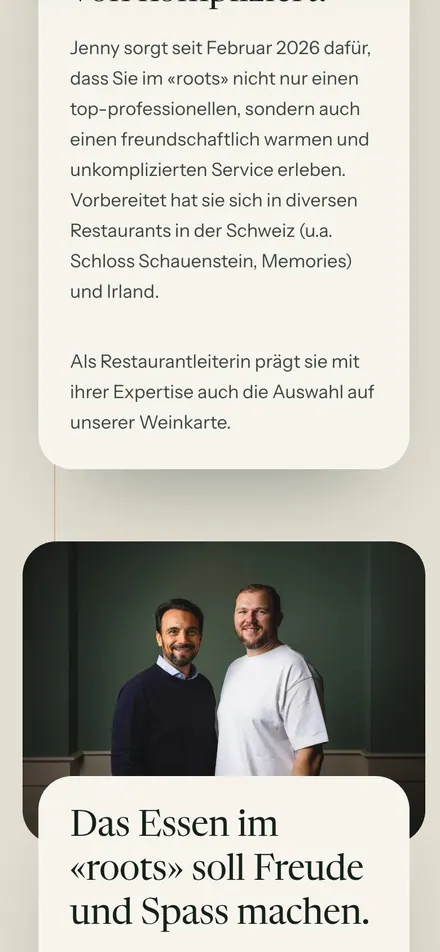 von kompliziert.
Jenny sorgt seit Februar 2026 dafür,
dass Sie im «roots» nicht nur einen
top-professionellen, sondern auch
einen freundschaftlich warmen und
unkomplizierten Service erleben.
Vorbereitet hat sie sich in diversen
Restaurants in der Schweiz (u.a.
Schloss Schauenstein, Memories)
und Irland.
Als Restaurantleiterin prägt sie mit
ihrer Expertise auch die Auswahl auf
unserer Weinkarte.
Das Essen im
«roots» soll Freude
und Spass machen.